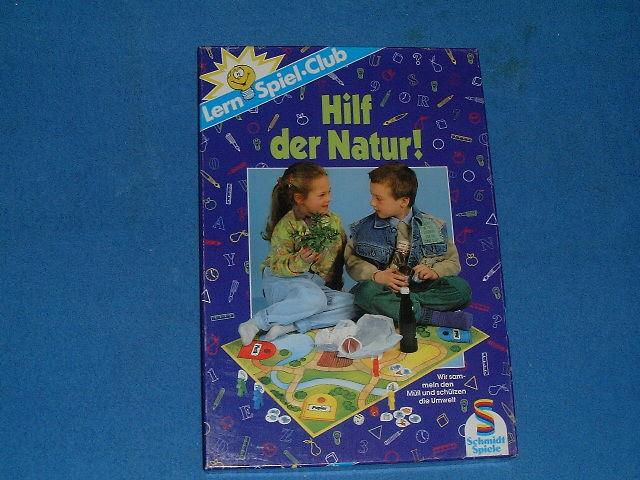 Lern Spiel-Club
Hilf
der Natur!
Wir sam-
meln den
Müll und schützen
die Umwelt
Papier
S
Schmidt
Spiele